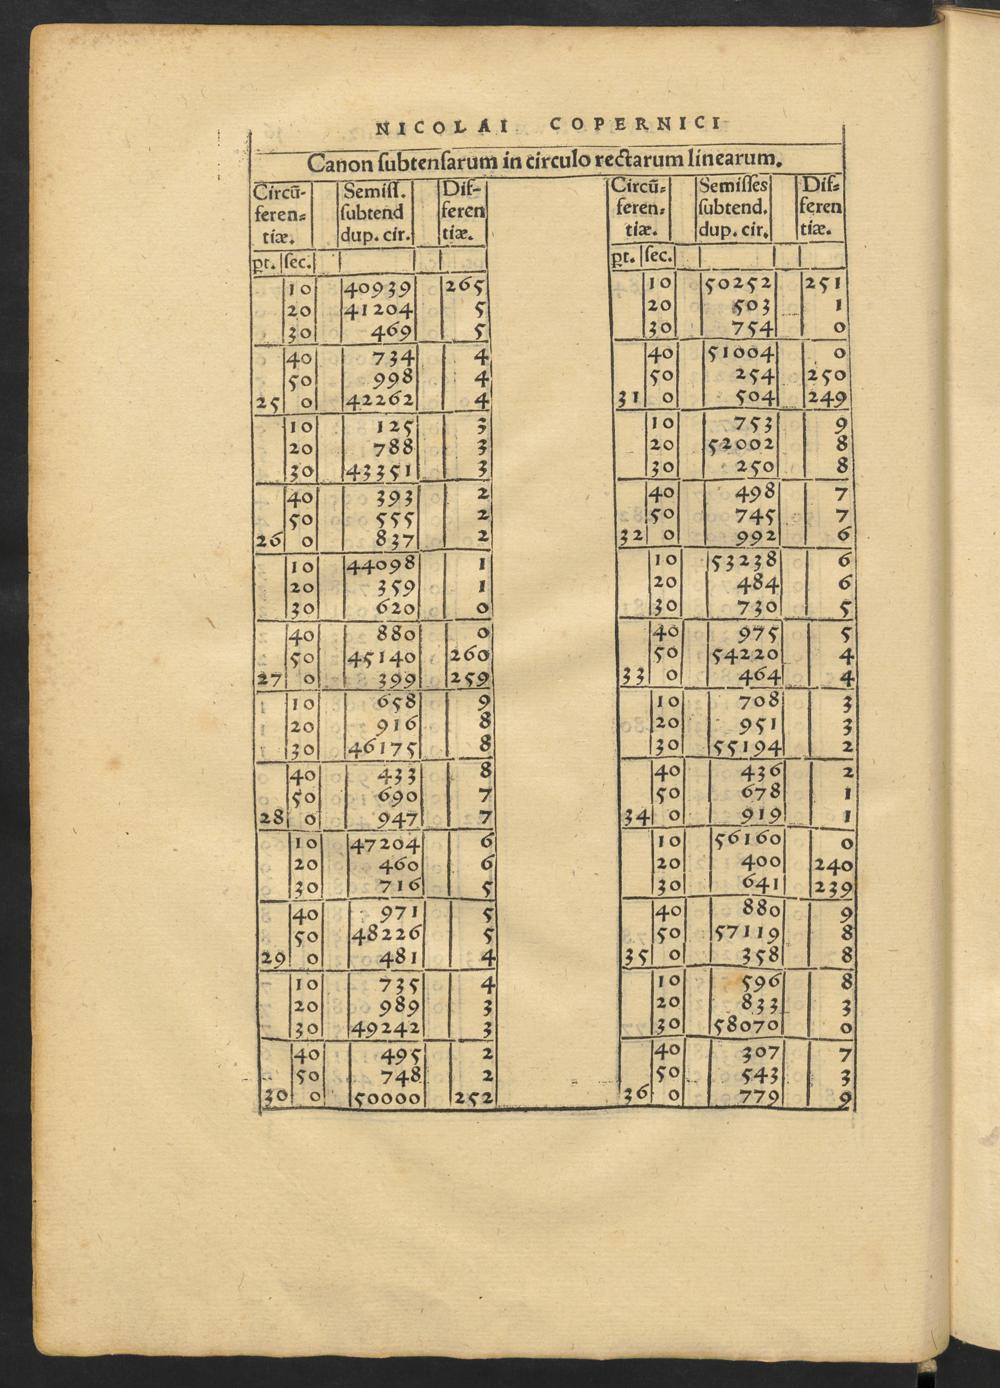 NICOLAI COPERNICI
Canon ſubtenſarum in circulo rectarum linearum.
Circū-
feren=
tiæ.
Semiſſ.
ſubtend
dup. cir.
Dif-
feren
tiæ.
pt. ſec.
10 40939 265
20 41204 5
30 469 5
40 734 4
50 998 4
25 0 42262 4
10 125 3
20 788 3
30 43351 3
40 393 2
50 555 2
26 0 837 2
10 44098 1
20 359 1
30 620 0
40 880 0
50 45140 260
27 0 399 259
10 658 9
20 916 8
30 46175 8
40 433 8
50 690 7
28 0 947 7
10 47204 6
20 460 6
30 716 5
40 971 5
50 48226 5
29 0 481 4
10 735 4
20 989 3
30 49242 3
40 495 2
50 748 2
30 0 50000 252
Circū=
feren=
tiæ.
Semiſſes
ſubtend.
dup. cir.
Dif=
feren
tiæ.
pt. ſec.
10 50252 251
20 503 1
30 754 0
40 51004 0
50 254 250
31 0 504 249
10 753 9
20 52002 8
30 250 8
40 498 7
50 745 7
32 0 992 6
10 53238 6
20 484 6
30 730 5
40 975 5
50 54220 4
33 0 464 4
10 708 3
20 951 3
30 55194 2
40 436 2
50 678 1
34 0 919 1
10 56160 0
20 400 240
30 641 239
40 880 9
50 57119 8
35 0 358 8
10 596 8
20 833 3
30 58070 0
40 307 7
50 543 3
36 0 779 9